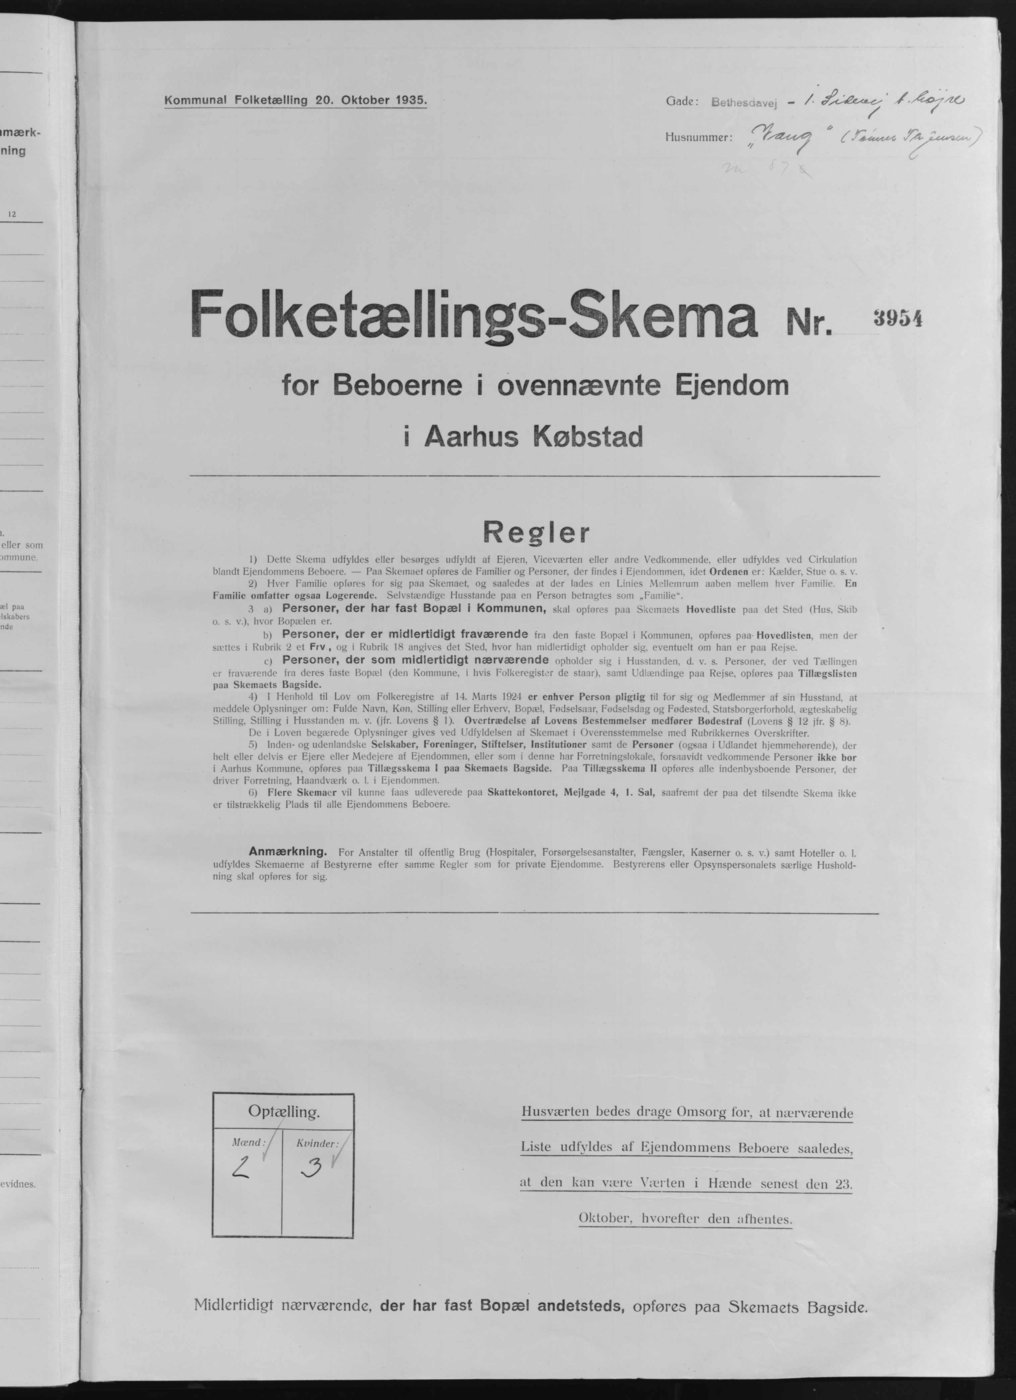 Kommunal Folketælling 20. Oktober 1935.
Gade: Bethesdavej – 1. Sidevej t. højre
Husnummer: „Vang“
Folketællings-Skema Nr. 3954
for Beboerne i ovennævnte Ejendom
i Aarhus Købstad
Regler
1) Dette Skema udfyldes eller besørges udfyldt af Ejeren, Viceværten eller andre Vedkommende, eller udfyldes ved Cirkulation
blandt Ejendommens Beboere. — Paa Skemaet opføres de Familier og Personer, der findes i Ejendommen, idet Ordenen er: Kælder, Stue o. s. v.
2) Hver Familie opføres for sig paa Skemaet, og saaledes at der lades en Linies Mellemrum aaben mellem hver Familie. En
Familie omfatter ogsaa Logerende. Selvstændige Husstande paa en Person betragtes som „Familie“.
3 a) Personer, der har fast Bopæl i Kommunen, skal opføres paa Skemaets Hovedliste paa det Sted (Hus, Skib
o. s. v.), hvor Bopælen er.
b) Personer, der er midlertidigt fraværende fra den faste Bopæl i Kommunen, opføres paa Hovedlisten, men der
sættes i Rubrik 2 et Frv., og i Rubrik 18 angives det Sted, hvor han midlertidigt opholder sig, eventuelt om han er paa Rejse.
c) Personer, der som midlertidigt nærværende opholder sig i Husstanden, d. v. s. Personer, der ved Tællingen
er fraværende fra deres faste Bopæl (den Kommune, i hvis Folkeregister de staar), samt Udlændinge paa Rejse, opføres paa Tillægslisten
paa Skemaets Bagside.
4) I Henhold til Lov om Folkeregistre af 14. Marts 1924 er enhver Person pligtig til for sig og Medlemmer af sin Husstand, at
meddele Oplysninger om: Fulde Navn, Køn, Stilling eller Erhverv, Bopæl, Fødselsaar, Fødselsdag og Fødested, Statsborgerforhold, ægteskabelig
Stilling, Stilling i Husstanden m. v. (jfr. Lovens § 1). Overtrædelse af Lovens Bestemmelser medfører Bødestraf (Lovens § 12 jfr. § 8).
De i Loven begærede Oplysninger gives ved Udfyldelsen af Skemaet i Overensstemmelse med Rubrikkernes Overskrifter.
5) Inden- og udenlandske Selskaber, Foreninger, Stiftelser, Institutioner samt de Personer (ogsaa i Udlandet hjemmehørende), der
helt eller delvis er Ejere eller Medejere af Ejendommen, eller som i denne har Forretningslokale, forsaavidt vedkommende Personer ikke bor
i Aarhus Kommune, opføres paa Tillægsskema I paa Skemaets Bagside. Paa Tillægsskema II opføres alle indenbysboende Personer, der
driver Forretning, Haandværk o. l. i Ejendommen.
6) Flere Skemaer vil kunne faas udleverede paa Skattekontoret, Mejlgade 4, 1. Sal, saafremt der paa det tilsendte Skema ikke
er tilstrækkelig Plads til alle Ejendommens Beboere.
Anmærkning. For Anstalter til offentlig Brug (Hospitaler, Forsørgelsesanstalter, Fængsler, Kaserner o. s. v.) samt Hoteller o. l.
udfyldes Skemaerne af Bestyrerne efter samme Regler som for private Ejendomme. Bestyrerens eller Opsynspersonalets særlige Hushold-
ning skal opføres for sig.
Optælling.
Mænd: Kvinder:
2 3
Husværten bedes drage Omsorg for, at nærværende
Liste udfyldes af Ejendommens Beboere saaledes,
at den kan være Værten i Hænde senest den 23.
Oktober, hvorefter den afhentes.
Midlertidigt nærværende, der har fast Bopæl andetsteds, opføres paa Skemaets Bagside.
mærk-
ning
12
eller som
ommune.
æl paa
lskabers
nde
evidnes.